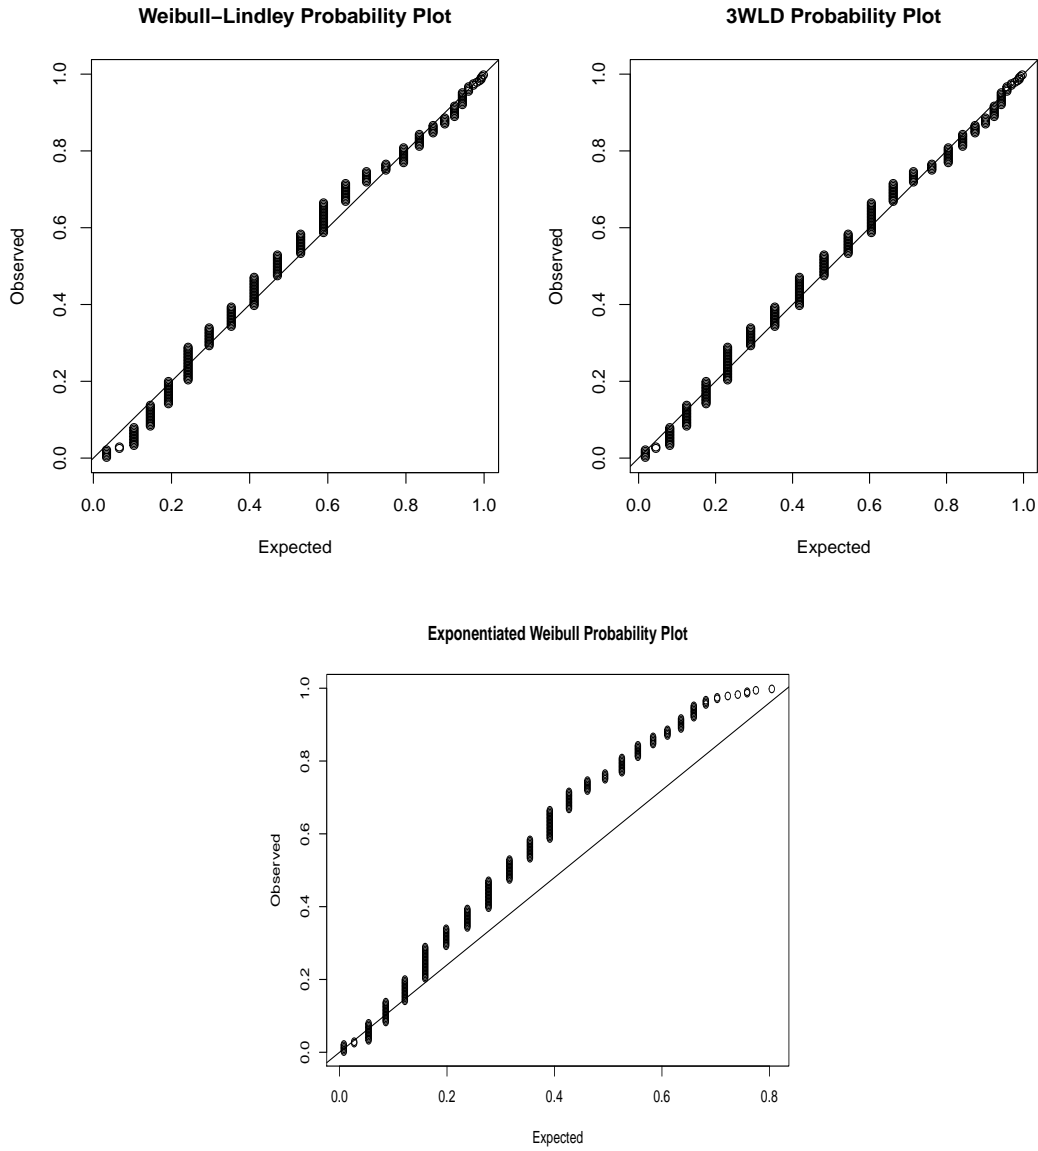 Weibull−Lindley Probability Plot
3WLD Probability Plot
1.0
0.8
0.6
0.4
0.2
0.0
Observed
0.0 0.2 0.4 0.6 0.8 1.0
Expected
1.0
0.8
0.6
0.4
0.2
0.0
Observed
0.0 0.2 0.4 0.6 0.8 1.0
Expected
Exponentiated Weibull Probability Plot
1.0
0.8
0.6
0.4
0.2
0.0
Observed
0.0 0.2 0.4 0.6 0.8
Expected